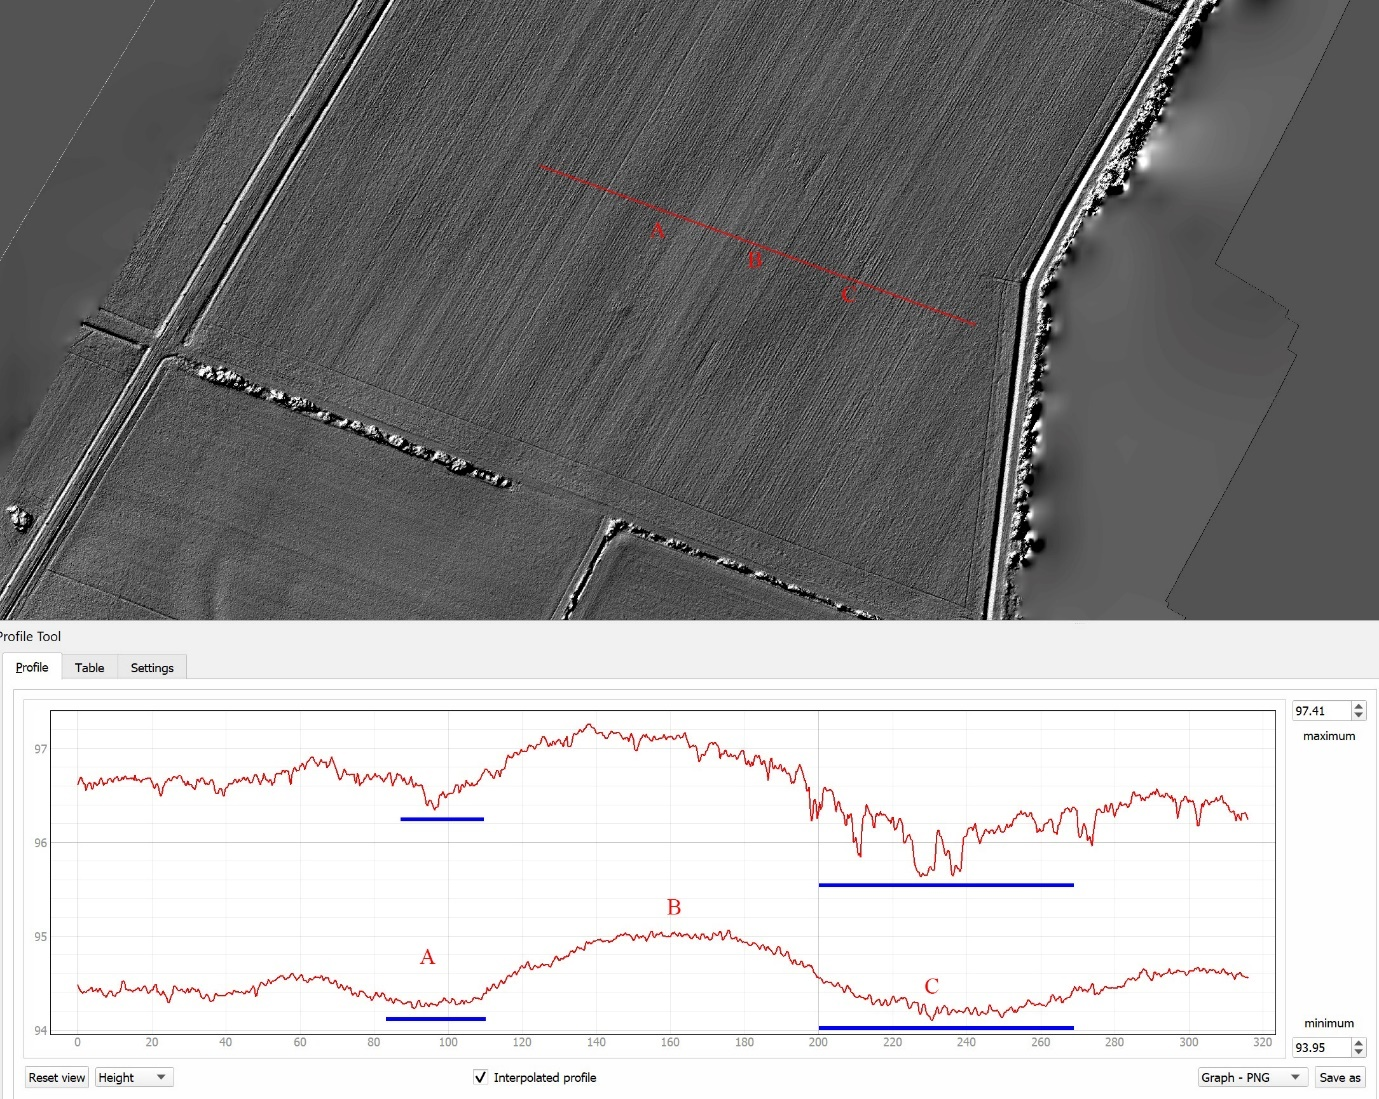 A
B
C
Profile Tool
Profile
Table
Settings
97.41
maximum
97
96
95
94
A
B
C
minimum
93.95
0 20 40 60 80 100 120 140 160 180 200 220 240 260 280 300 320
Reset view
Height
Interpolated profile
Graph - PNG
Save as